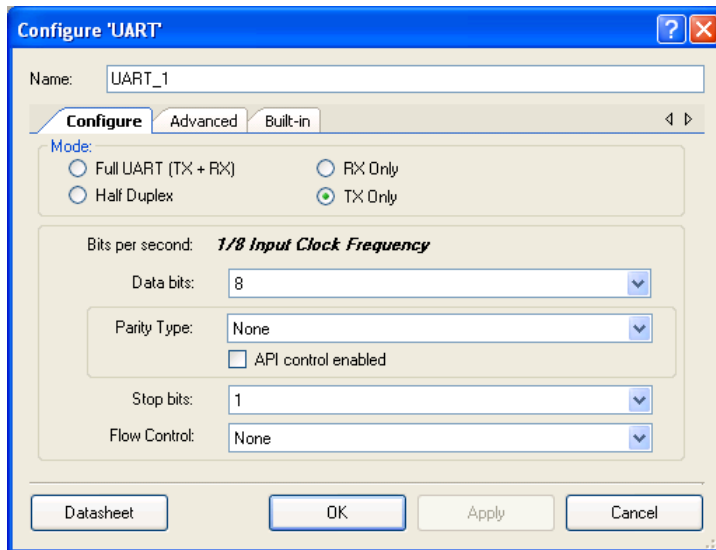 Configure 'UART'
Name: UART_1
Configure Advanced Built-in
Mode:
Full UART (TX + RX) RX Only
Half Duplex TX Only
Bits per second: 1/8 Input Clock Frequency
Data bits: 8
Parity Type: None
API control enabled
Stop bits: 1
Flow Control: None
Datasheet OK Apply Cancel